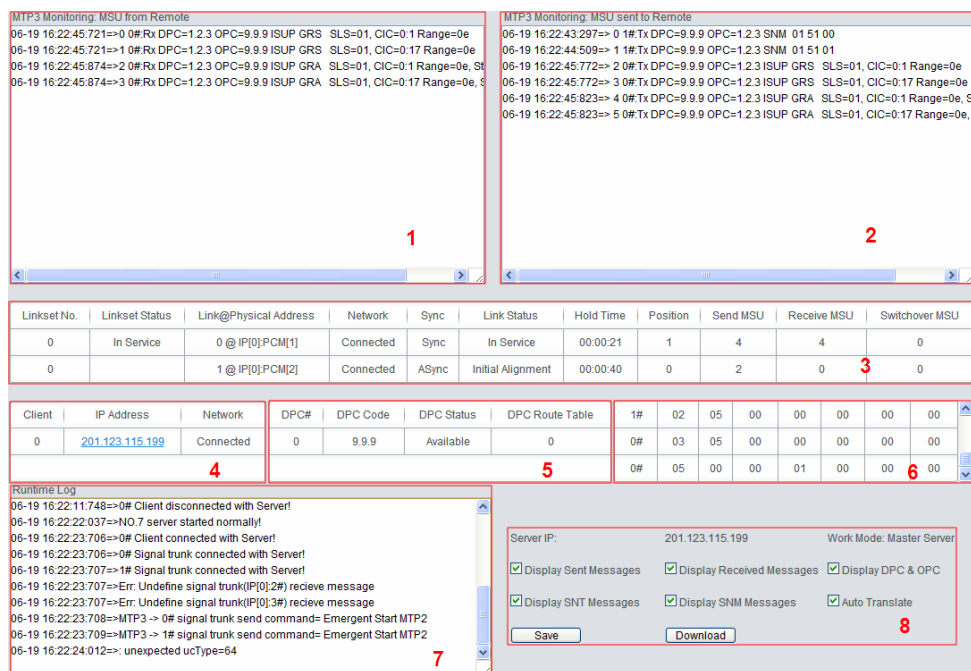 MTP3 Monitoring: MSU from Remote
06-19 16:22:45:721=>0 0#:Rx DPC=1.2.3 OPC=9.9.9 ISUP GRS SLS=01, CIC=0:1 Range=0e
06-19 16:22:45:721=>1 0#:Rx DPC=1.2.3 OPC=9.9.9 ISUP GRS SLS=01, CIC=0:17 Range=0e
06-19 16:22:45:874=>2 0#:Rx DPC=1.2.3 OPC=9.9.9 ISUP GRA SLS=01, CIC=0:1 Range=0e, St
06-19 16:22:45:874=>3 0#:Rx DPC=1.2.3 OPC=9.9.9 ISUP GRA SLS=01, CIC=0:17 Range=0e, S
1
MTP3 Monitoring: MSU sent to Remote
06-19 16:22:43:297=> 0 1#:Tx DPC=9.9.9 OPC=1.2.3 SNM 01 51 00
06-19 16:22:44:509=> 1 1#:Tx DPC=9.9.9 OPC=1.2.3 SNM 01 51 01
06-19 16:22:45:772=> 2 0#:Tx DPC=9.9.9 OPC=1.2.3 ISUP GRS SLS=01, CIC=0:1 Range=0e
06-19 16:22:45:772=> 3 0#:Tx DPC=9.9.9 OPC=1.2.3 ISUP GRS SLS=01, CIC=0:17 Range=0e
06-19 16:22:45:823=> 4 0#:Tx DPC=9.9.9 OPC=1.2.3 ISUP GRA SLS=01, CIC=0:1 Range=0e, S
06-19 16:22:45:823=> 5 0#:Tx DPC=9.9.9 OPC=1.2.3 ISUP GRA SLS=01, CIC=0:17 Range=0e,
2
Linkset No. Linkset Status Link@Physical Address Network Sync Link Status Hold Time Position Send MSU Receive MSU Switchover MSU
0 In Service 0 @ IP[0]:PCM[1] Connected Sync In Service 00:00:21 1 4 4 0
0 1 @ IP[0]:PCM[2] Connected ASync Initial Alignment 00:00:40 0 2 0 0
3
Client IP Address Network
0 201.123.115.199 Connected
4
DPC# DPC Code DPC Status DPC Route Table
0 9.9.9 Available 0
5
1# 02 05 00 00 00 00 00
0# 03 05 00 00 00 00 00
0# 05 00 00 01 00 00 00
6
Runtime Log
06-19 16:22:11:748=>0# Client disconnected with Server!
06-19 16:22:22:037=>NO.7 server started normally!
06-19 16:22:23:706=>0# Client connected with Server!
06-19 16:22:23:706=>0# Signal trunk connected with Server!
06-19 16:22:23:707=>1# Signal trunk connected with Server!
06-19 16:22:23:707=>Err: Undefine signal trunk(IP[0]:2#) recieve message
06-19 16:22:23:707=>Err: Undefine signal trunk(IP[0]:3#) recieve message
06-19 16:22:23:708=>MTP3 -> 0# signal trunk send command= Emergent Start MTP2
06-19 16:22:23:709=>MTP3 -> 1# signal trunk send command= Emergent Start MTP2
06-19 16:22:24:012=>: unexpected ucType=64
7
Server IP: 201.123.115.199 Work Mode: Master Server
Display Sent Messages Display Received Messages Display DPC & OPC
Display SNT Messages Display SNM Messages Auto Translate
Save Download
8